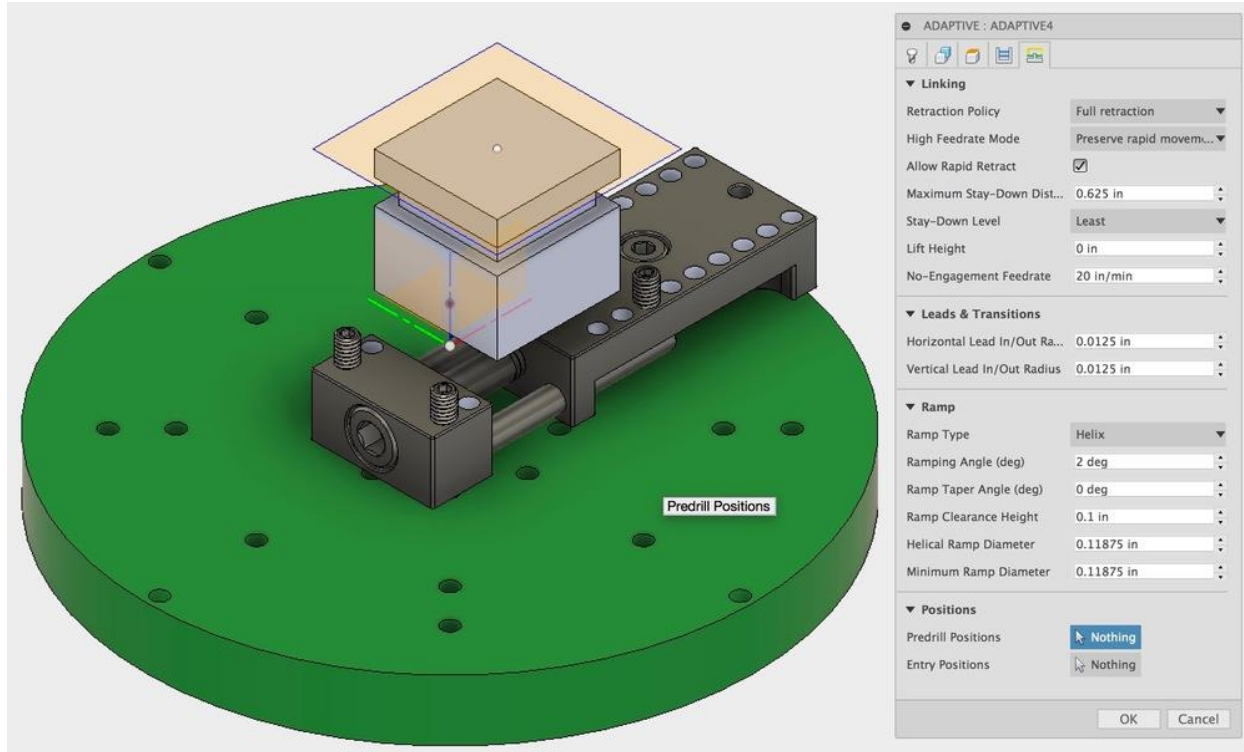 ADAPTIVE : ADAPTIVE4
Linking
Retraction Policy Full retraction
High Feedrate Mode Preserve rapid movem...
Allow Rapid Retract
Maximum Stay-Down Dist... 0.625 in
Stay-Down Level Least
Lift Height 0 in
No-Engagement Feedrate 20 in/min
Leads & Transitions
Horizontal Lead In/Out Ra... 0.0125 in
Vertical Lead In/Out Radius 0.0125 in
Ramp
Ramp Type Helix
Ramping Angle (deg) 2 deg
Ramp Taper Angle (deg) 0 deg
Ramp Clearance Height 0.1 in
Helical Ramp Diameter 0.11875 in
Minimum Ramp Diameter 0.11875 in
Positions
Predrill Positions Nothing
Entry Positions Nothing
OK Cancel
Predrill Positions